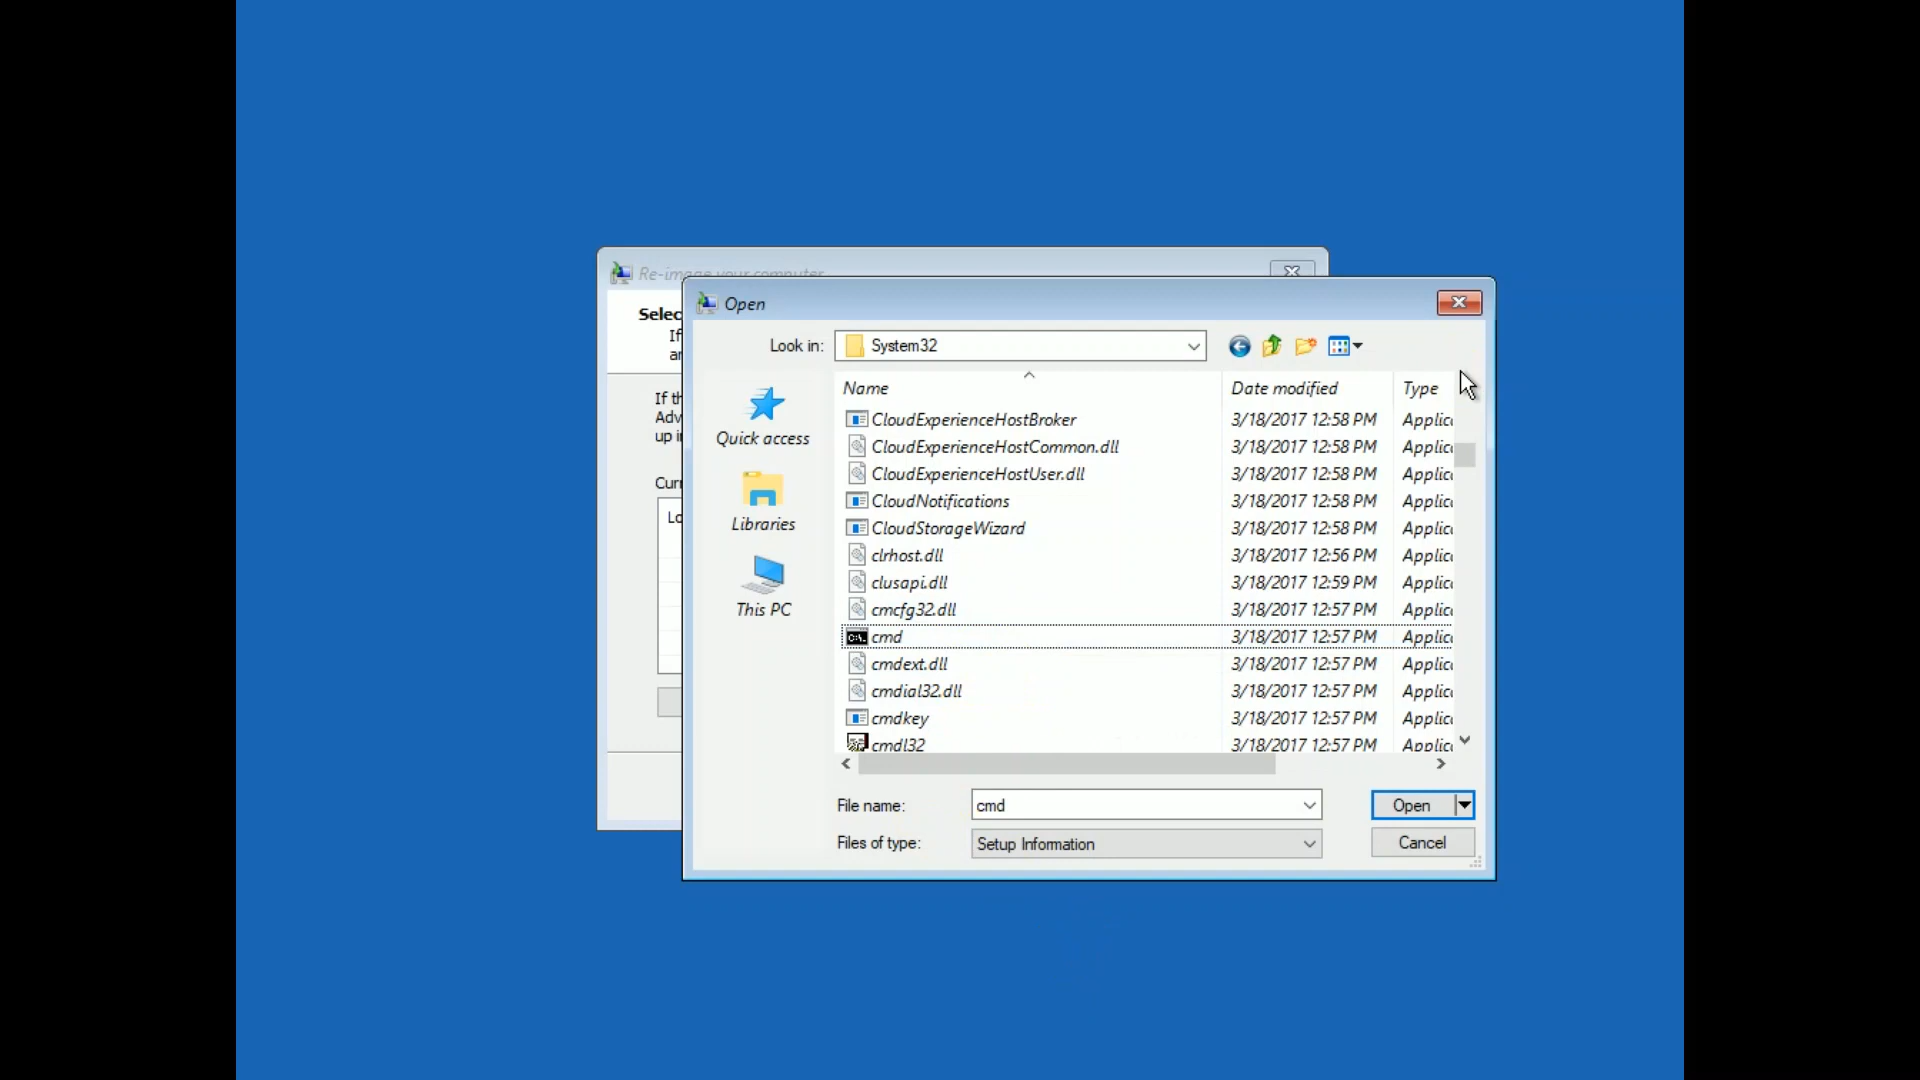 Re-image your computer
Open
Selec
If
ar
Look in:
System32
Name
Date modified
Type
If th
Adv
up i
Curr
Lo
Quick access
Libraries
This PC
CloudExperienceHostBroker 3/18/2017 12:58 PM Applic
CloudExperienceHostCommon.dll 3/18/2017 12:58 PM Applic
CloudExperienceHostUser.dll 3/18/2017 12:58 PM Applic
CloudNotifications 3/18/2017 12:58 PM Applic
CloudStorageWizard 3/18/2017 12:58 PM Applic
clrhost.dll 3/18/2017 12:56 PM Applic
clusapi.dll 3/18/2017 12:59 PM Applic
cmcfg32.dll 3/18/2017 12:57 PM Applic
cmd 3/18/2017 12:57 PM Applic
cmdext.dll 3/18/2017 12:57 PM Applic
cmdial32.dll 3/18/2017 12:57 PM Applic
cmdkey 3/18/2017 12:57 PM Applic
cmdl32 3/18/2017 12:57 PM Applic
File name:
cmd
Open
Files of type:
Setup Information
Cancel